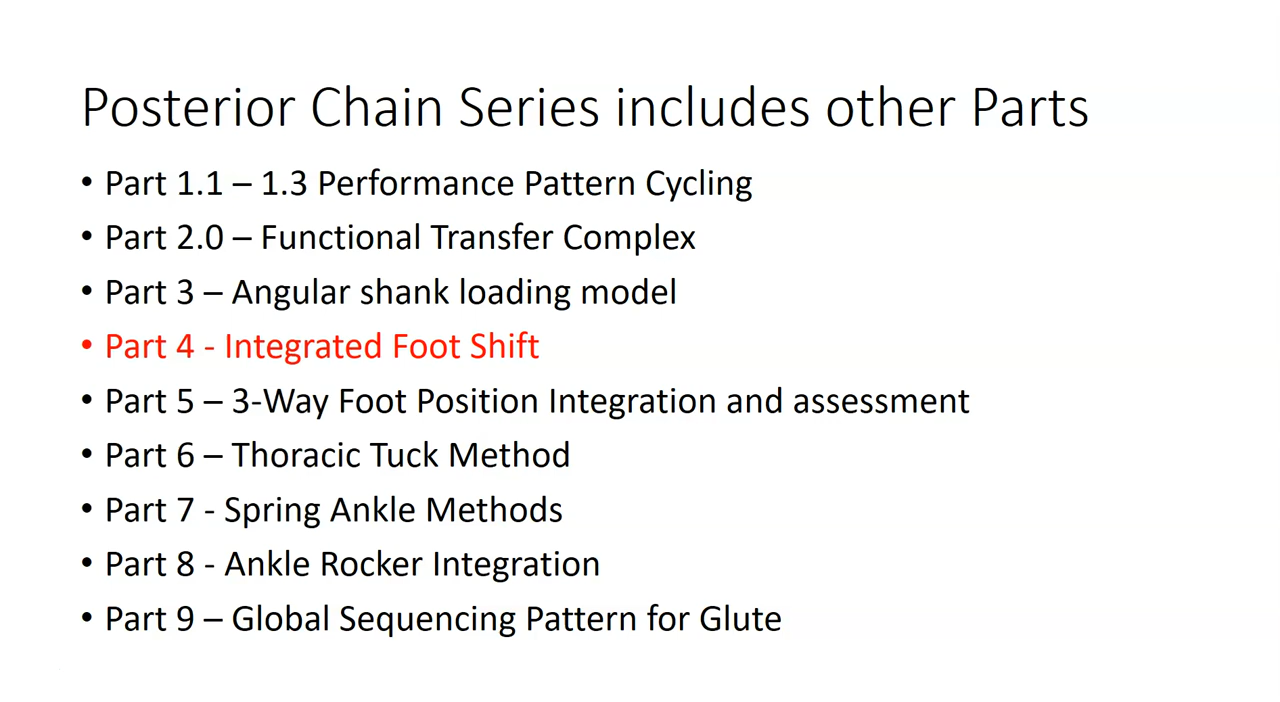 Posterior Chain Series includes other Parts
• Part 1.1 – 1.3 Performance Pattern Cycling
• Part 2.0 – Functional Transfer Complex
• Part 3 – Angular shank loading model
• Part 4 - Integrated Foot Shift
• Part 5 – 3-Way Foot Position Integration and assessment
• Part 6 – Thoracic Tuck Method
• Part 7 - Spring Ankle Methods
• Part 8 - Ankle Rocker Integration
• Part 9 – Global Sequencing Pattern for Glute